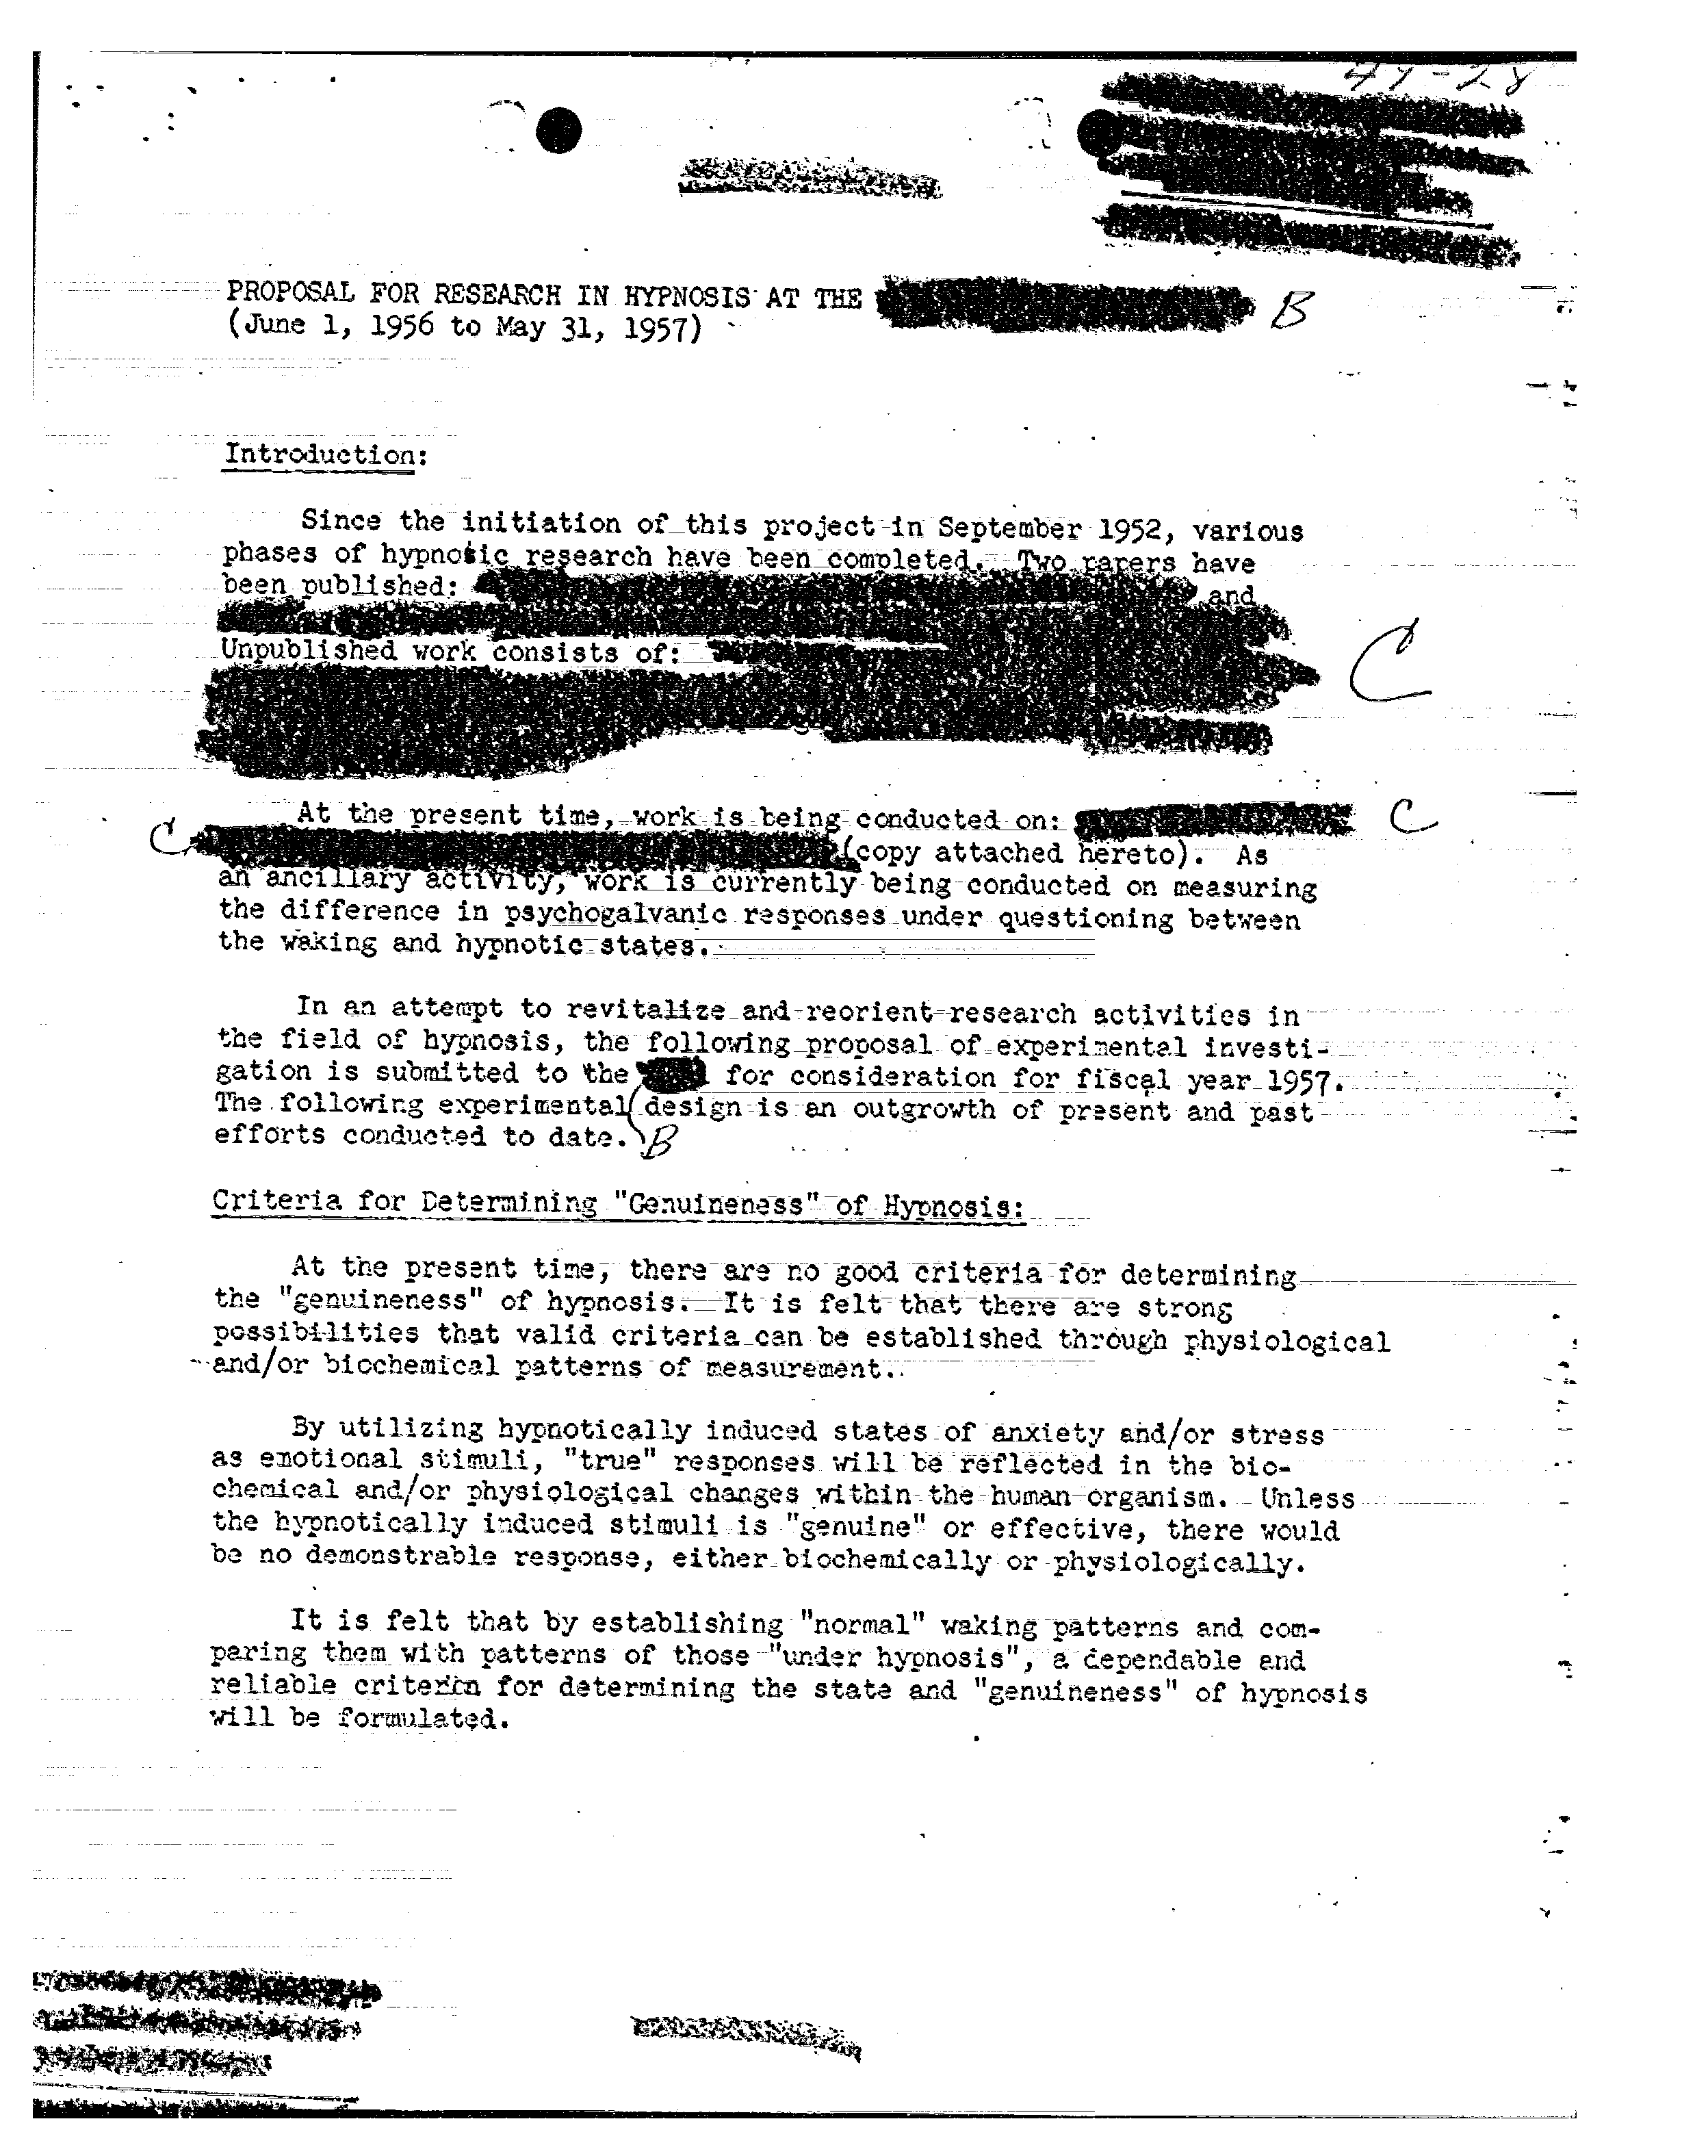 PROPOSAL FOR RESEARCH IN HYPNOSIS AT THE B
(June 1, 1956 to May 31, 1957)
Introduction:
Since the initiation of this project in September 1952, various
phases of hypnotic research have been completed. Two papers have
been published: and
Unpublished work consists of:
C
At the present time, work is being conducted on: C
C (copy attached hereto). As
an ancillary activity, work is currently being conducted on measuring
the difference in psychogalvanic responses under questioning between
the waking and hypnotic states.
In an attempt to revitalize and reorient research activities in
the field of hypnosis, the following proposal of experimental investi-
gation is submitted to the for consideration for fiscal year 1957.
The following experimental design is an outgrowth of present and past
efforts conducted to date. B
Criteria for Determining "Genuineness" of Hypnosis:
At the present time, there are no good criteria for determining
the "genuineness" of hypnosis. It is felt that there are strong
possibilities that valid criteria can be established through physiological
and/or biochemical patterns of measurement.
By utilizing hypnotically induced states of anxiety and/or stress
as emotional stimuli, "true" responses will be reflected in the bio-
chemical and/or physiological changes within the human organism. Unless
the hypnotically induced stimuli is "genuine" or effective, there would
be no demonstrable response, either biochemically or physiologically.
It is felt that by establishing "normal" waking patterns and com-
paring them with patterns of those "under hypnosis", a dependable and
reliable criterion for determining the state and "genuineness" of hypnosis
will be formulated.